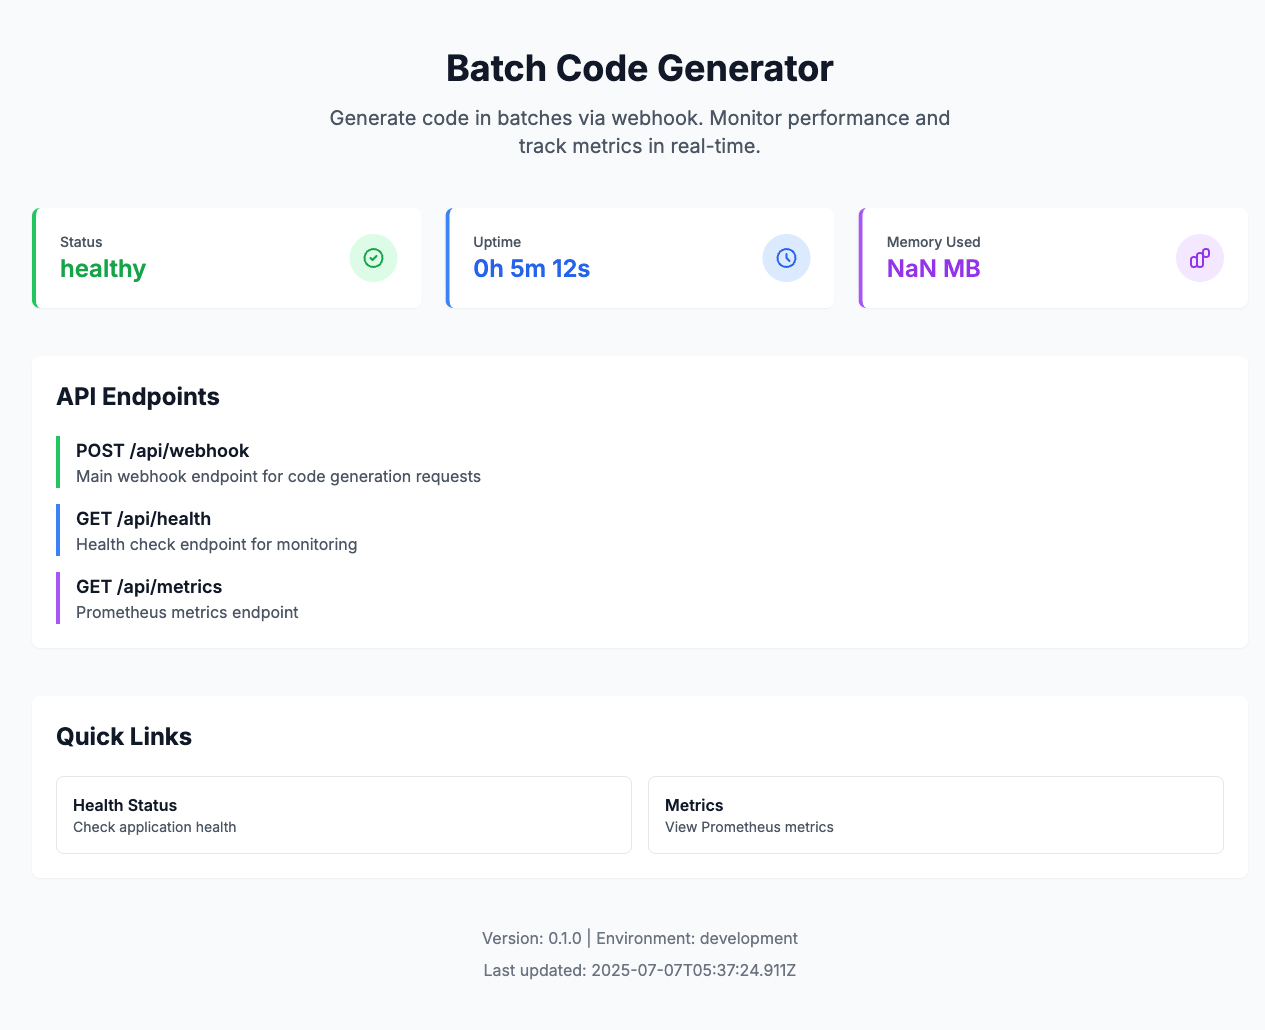 Batch Code Generator
Generate code in batches via webhook. Monitor performance and
track metrics in real-time.
Status
healthy
Uptime
0h 5m 12s
Memory Used
NaN MB
API Endpoints
POST /api/webhook
Main webhook endpoint for code generation requests
GET /api/health
Health check endpoint for monitoring
GET /api/metrics
Prometheus metrics endpoint
Quick Links
Health Status
Check application health
Metrics
View Prometheus metrics
Version: 0.1.0 | Environment: development
Last updated: 2025-07-07T05:37:24.911Z